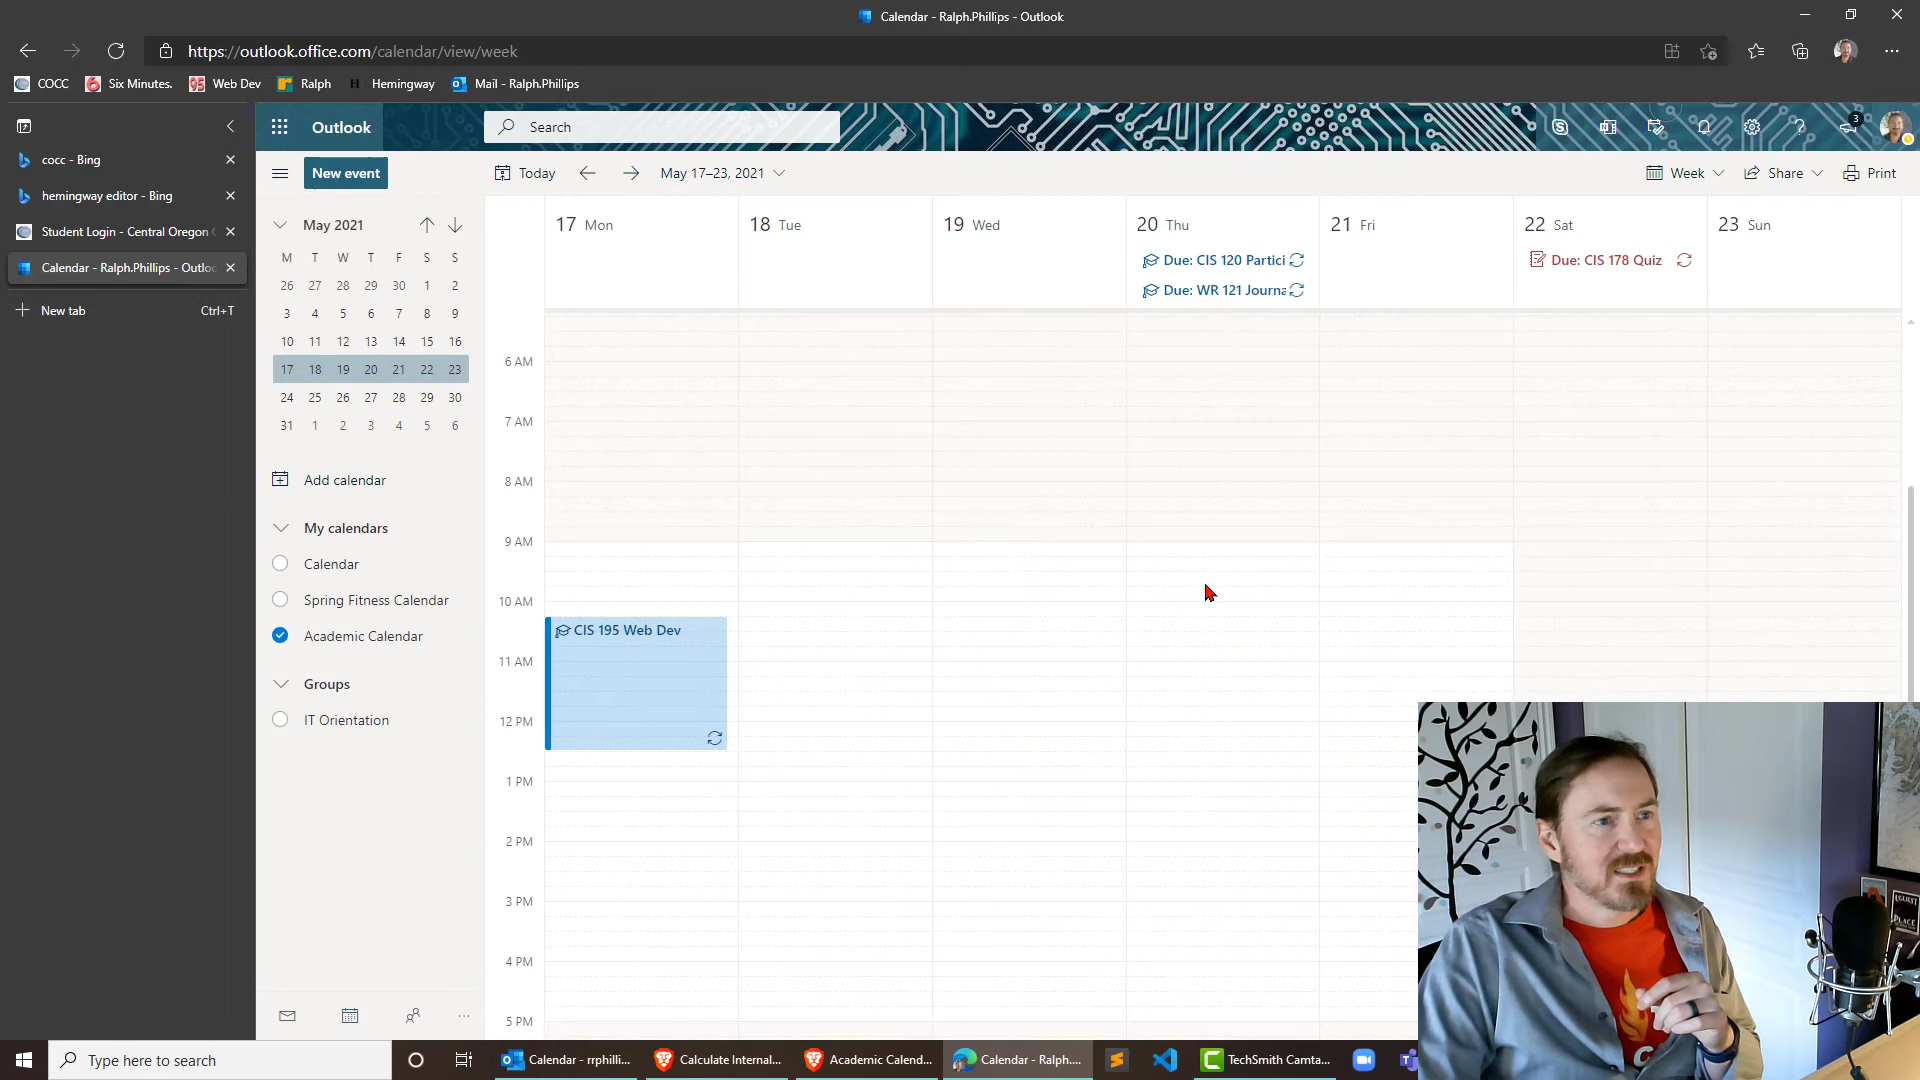 Calendar - Ralph.Phillips - Outlook
https://outlook.office.com/calendar/view/week
COCC Six Minutes. Web Dev Ralph Hemingway Mail - Ralph.Phillips
Outlook Search 3
cocc - Bing
hemingway editor - Bing
Student Login - Central Oregon
Calendar - Ralph.Phillips - Outlo
New tab Ctrl+T
New event Today May 17–23, 2021 Week Share Print
May 2021
M T W T F S S
26 27 28 29 30 1 2
3 4 5 6 7 8 9
10 11 12 13 14 15 16
17 18 19 20 21 22 23
24 25 26 27 28 29 30
31 1 2 3 4 5 6
Add calendar
My calendars
Calendar
Spring Fitness Calendar
Academic Calendar
Groups
IT Orientation
17 Mon 18 Tue 19 Wed 20 Thu 21 Fri 22 Sat 23 Sun
Due: CIS 120 Partici Due: CIS 178 Quiz
Due: WR 121 Journa
6 AM
7 AM
8 AM
9 AM
10 AM
CIS 195 Web Dev
11 AM
12 PM
1 PM
2 PM
3 PM
4 PM
5 PM
UGLIEST
PLACE
Type here to search Calendar - rrphilli... Calculate Internal... Academic Calend... Calendar - Ralph.... TechSmith Camta...